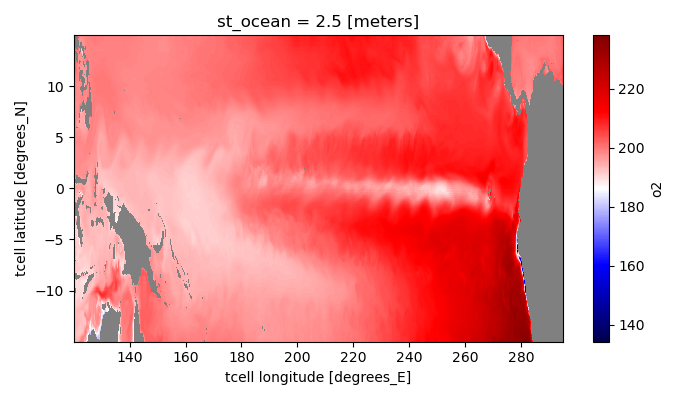 st_ocean = 2.5 [meters]
10
5
0
−5
−10
tcell latitude [degrees_N]
140 160 180 200 220 240 260 280
tcell longitude [degrees_E]
220
200
180
160
140
o2